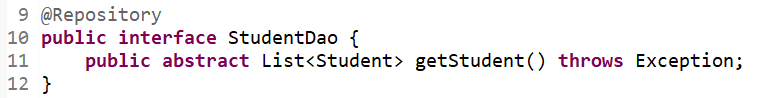 9 @Repository
10 public interface StudentDao {
11     public abstract List<Student> getStudent() throws Exception;
12 }